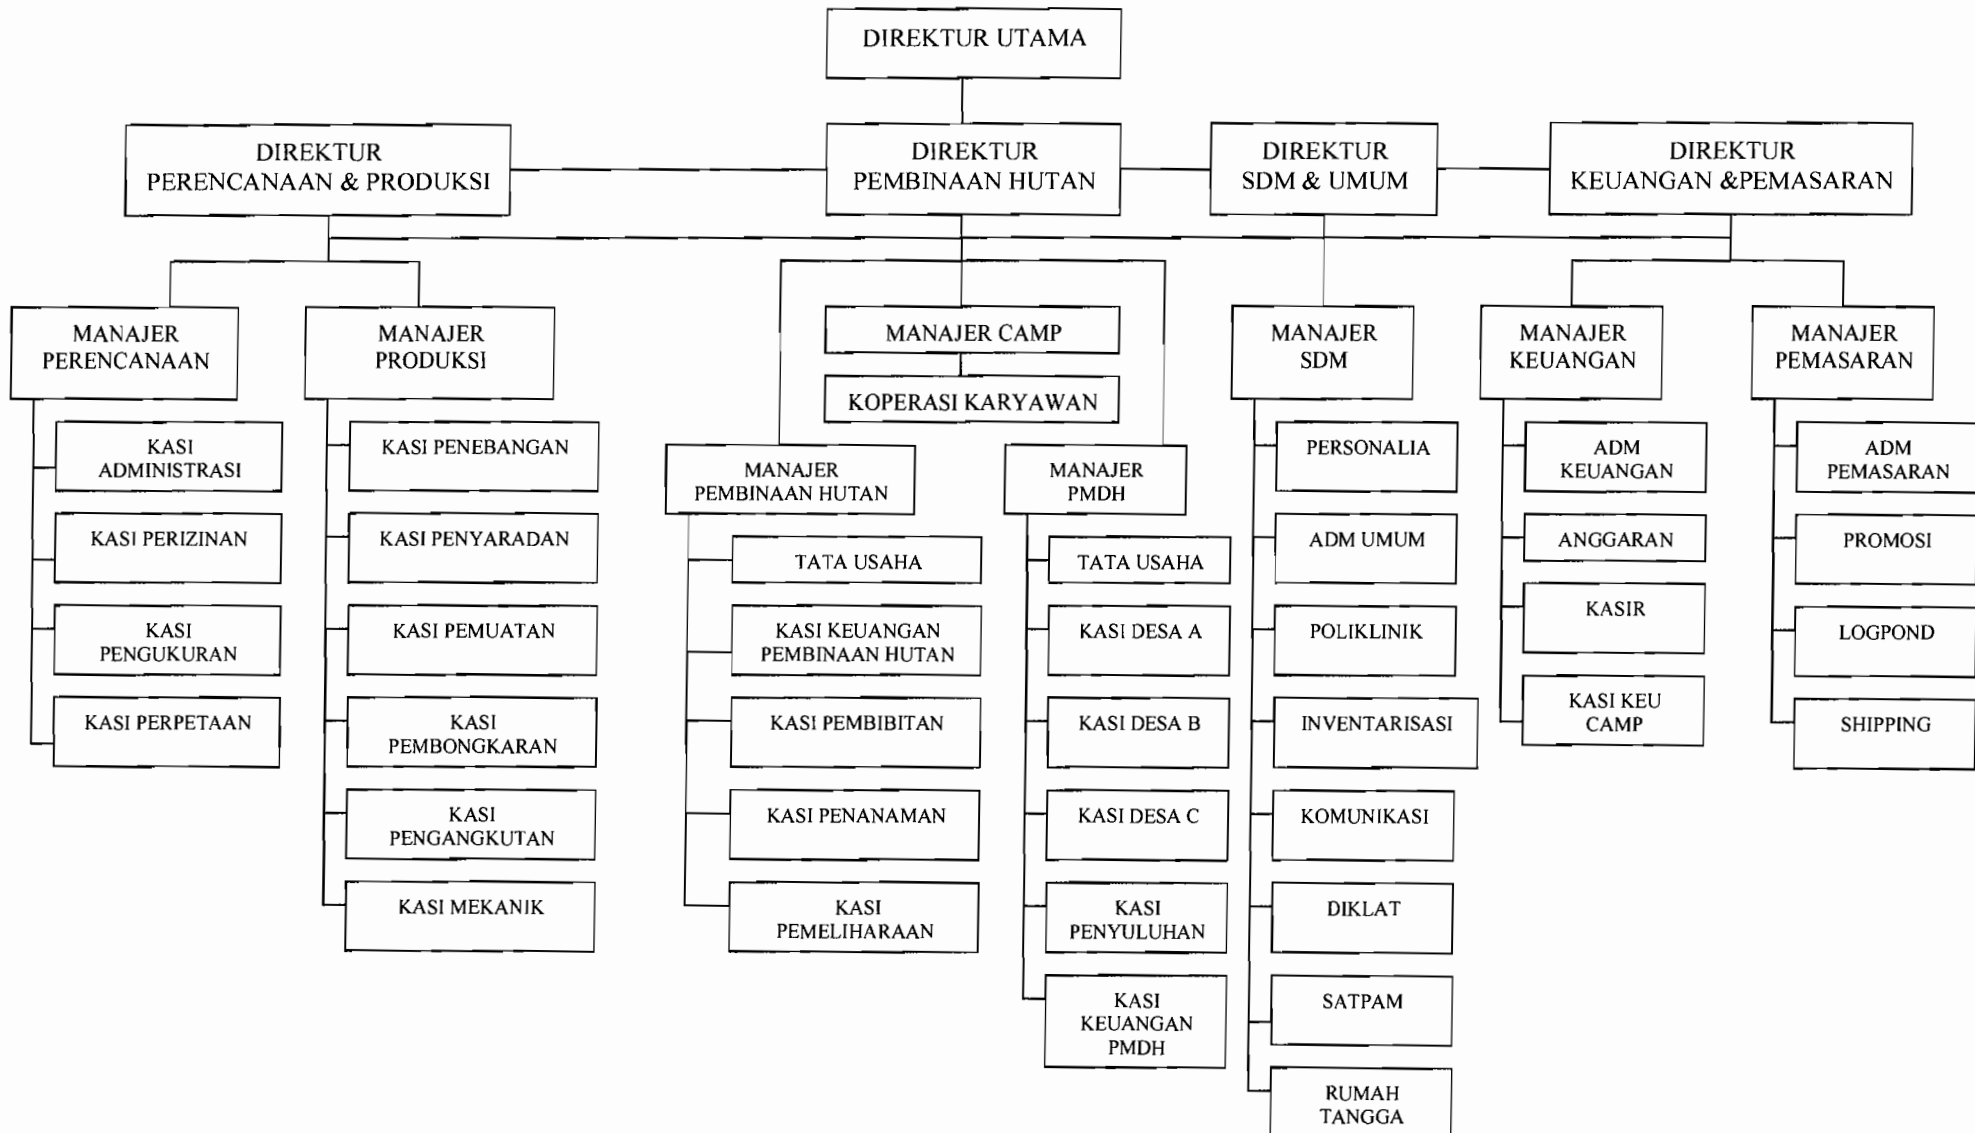 DIREKTUR UTAMA
DIREKTUR
PERENCANAAN & PRODUKSI
DIREKTUR
PEMBINAAN HUTAN
DIREKTUR
SDM & UMUM
DIREKTUR
KEUANGAN &PEMASARAN
MANAJER
PERENCANAAN
MANAJER
PRODUKSI
MANAJER CAMP
KOPERASI KARYAWAN
MANAJER
SDM
MANAJER
KEUANGAN
MANAJER
PEMASARAN
KASI
ADMINISTRASI
KASI PERIZINAN
KASI
PENGUKURAN
KASI PERPETAAN
KASI PENEBANGAN
KASI PENYARADAN
KASI PEMUATAN
KASI
PEMBONGKARAN
KASI
PENGANGKUTAN
KASI MEKANIK
MANAJER
PEMBINAAN HUTAN
TATA USAHA
KASI KEUANGAN
PEMBINAAN HUTAN
KASI PEMBIBITAN
KASI PENANAMAN
KASI
PEMELIHARAAN
MANAJER
PMDH
TATA USAHA
KASI DESA A
KASI DESA B
KASI DESA C
KASI
PENYULUHAN
KASI
KEUANGAN
PMDH
PERSONALIA
ADM UMUM
POLIKLINIK
INVENTARISASI
KOMUNIKASI
DIKLAT
SATPAM
RUMAH
TANGGA
ADM
KEUANGAN
ANGGARAN
KASIR
KASI KEU
CAMP
ADM
PEMASARAN
PROMOSI
LOGPOND
SHIPPING